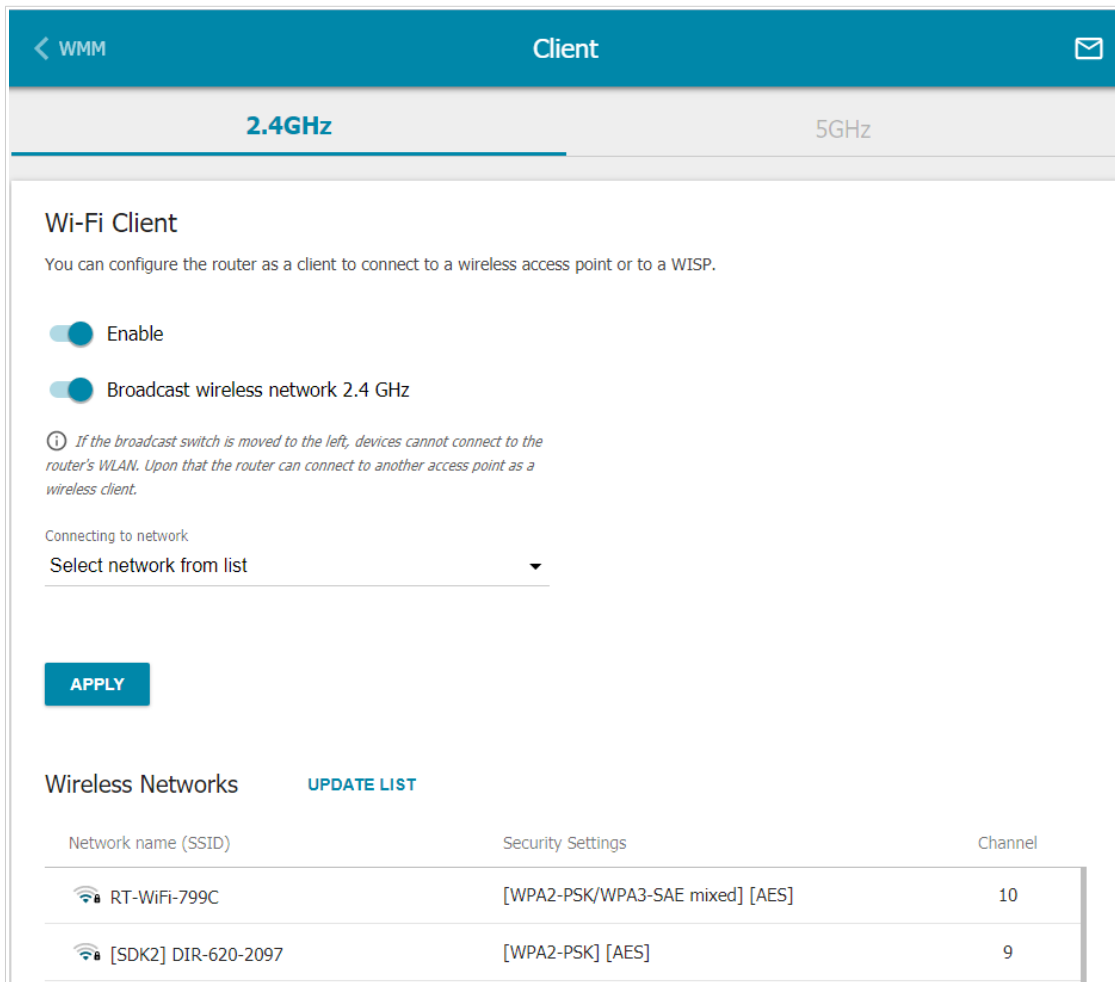 WMM
Client
2.4GHz
5GHz
Wi-Fi Client
You can configure the router as a client to connect to a wireless access point or to a WISP.
Enable
Broadcast wireless network 2.4 GHz
If the broadcast switch is moved to the left, devices cannot connect to the
router's WLAN. Upon that the router can connect to another access point as a
wireless client.
Connecting to network
Select network from list
APPLY
Wireless Networks UPDATE LIST
Network name (SSID) Security Settings Channel
RT-WiFi-799C [WPA2-PSK/WPA3-SAE mixed] [AES] 10
[SDK2] DIR-620-2097 [WPA2-PSK] [AES] 9